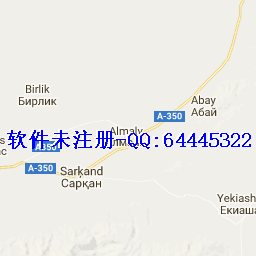 Abay
Абай
Birlik
Бирлик
A-350
Almaly
软件未注册-QQ:64445322
A-350
Sarkand
Сарқан
Yekiash
Екиаша